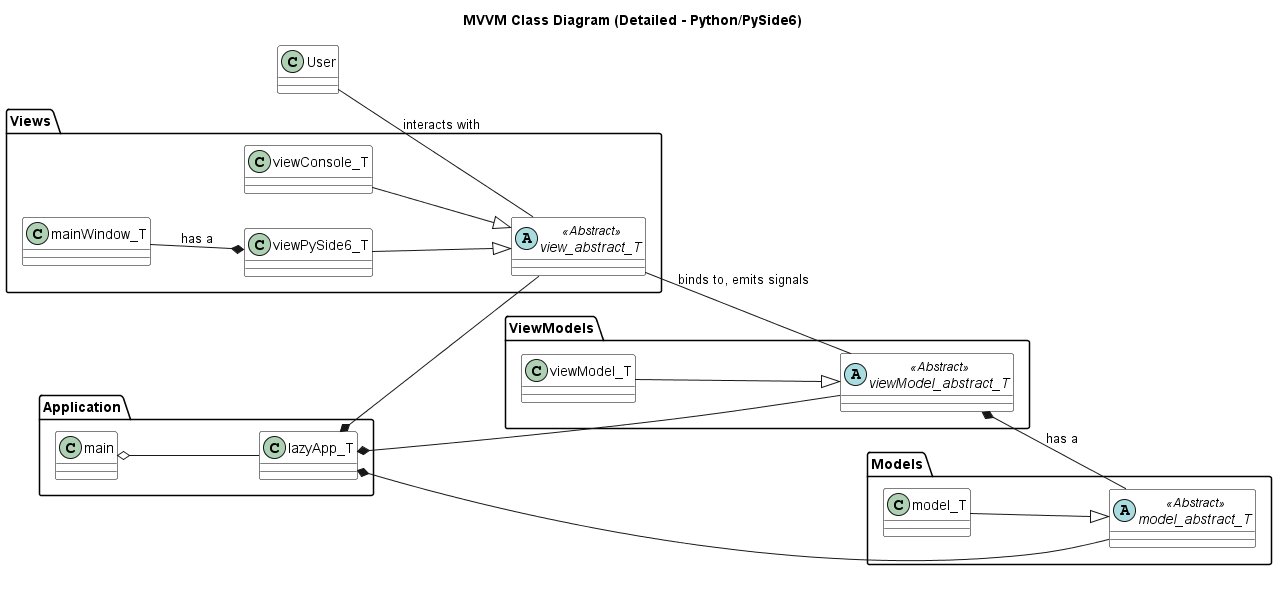 MVVM Class Diagram (Detailed - Python/PySide6)
C User
interacts with
Views
C viewConsole_T
C mainWindow_T
has a
C viewPySide6_T
A «Abstract»
view_abstract_T
binds to, emits signals
ViewModels
C viewModel_T
A «Abstract»
viewModel_abstract_T
Application
C main
C lazyApp_T
has a
Models
C model_T
A «Abstract»
model_abstract_T